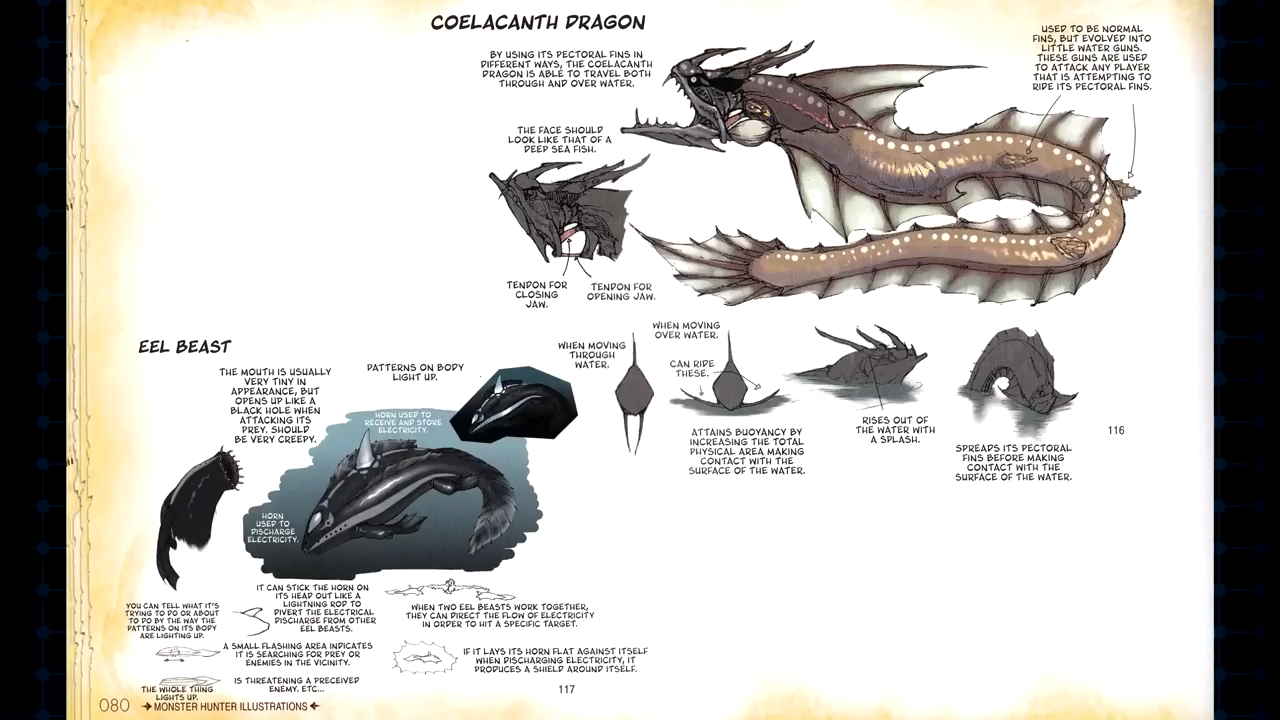 COELACANTH DRAGON
BY USING ITS PECTORAL FINS IN
DIFFERENT WAYS, THE COELACANTH
DRAGON IS ABLE TO TRAVEL BOTH
THROUGH AND OVER WATER.
USED TO BE NORMAL
FINS, BUT EVOLVED INTO
LITTLE WATER GUNS.
THESE GUNS ARE USED
TO ATTACK ANY PLAYER
THAT IS ATTEMPTING TO
RIDE ITS PECTORAL FINS.
THE FACE SHOULD
LOOK LIKE THAT OF A
DEEP SEA FISH.
TENDON FOR
CLOSING
JAW.
TENDON FOR
OPENING JAW.
WHEN MOVING
THROUGH
WATER.
WHEN MOVING
OVER WATER.
CAN RIDE
THESE.
ATTAINS BUOYANCY BY
INCREASING THE TOTAL
PHYSICAL AREA MAKING
CONTACT WITH THE
SURFACE OF THE WATER.
RISES OUT OF
THE WATER WITH
A SPLASH.
SPREADS ITS PECTORAL
FINS BEFORE MAKING
CONTACT WITH THE
SURFACE OF THE WATER.
116
EEL BEAST
THE MOUTH IS USUALLY
VERY TINY IN
APPEARANCE, BUT
OPENS UP LIKE A
BLACK HOLE WHEN
ATTACKING ITS
PREY. SHOULD
BE VERY CREEPY.
PATTERNS ON BODY
LIGHT UP.
HORN USED TO
RECEIVE AND STORE
ELECTRICITY.
HORN
USED TO
DISCHARGE
ELECTRICITY.
YOU CAN TELL WHAT IT'S
TRYING TO DO OR ABOUT
TO DO BY THE WAY THE
PATTERNS ON ITS BODY
ARE LIGHTING UP.
IT CAN STICK THE HORN ON
ITS HEAD OUT LIKE A
LIGHTNING ROD TO
DIVERT THE ELECTRICAL
DISCHARGE FROM OTHER
EEL BEASTS.
A SMALL FLASHING AREA INDICATES
IT IS SEARCHING FOR PREY OR
ENEMIES IN THE VICINITY.
THE WHOLE THING
LIGHTS UP.
IS THREATENING A PRECEIVED
ENEMY. ETC...
WHEN TWO EEL BEASTS WORK TOGETHER,
THEY CAN DIRECT THE FLOW OF ELECTRICITY
IN ORDER TO HIT A SPECIFIC TARGET.
IF IT LAYS ITS HORN FLAT AGAINST ITSELF
WHEN DISCHARGING ELECTRICITY, IT
PRODUCES A SHIELD AROUND ITSELF.
117
080 MONSTER HUNTER ILLUSTRATIONS